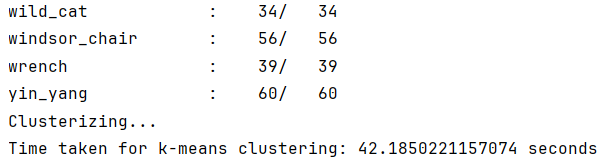 wild_cat            :    34/   34
windsor_chair       :    56/   56
wrench              :    39/   39
yin_yang            :    60/   60
Clusterizing...
Time taken for k-means clustering: 42.1850221157074 seconds